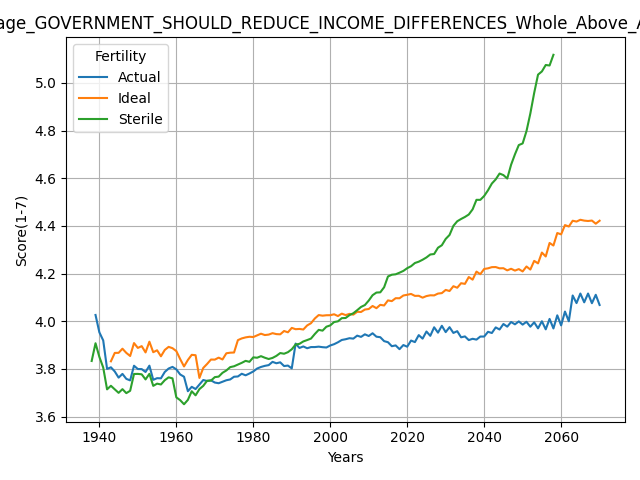 age_GOVERNMENT_SHOULD_REDUCE_INCOME_DIFFERENCES_Whole_Above_A
Fertility
Actual
Ideal
Sterile
Score(1-7)
5.0
4.8
4.6
4.4
4.2
4.0
3.8
3.6
1940 1960 1980 2000 2020 2040 2060
Years